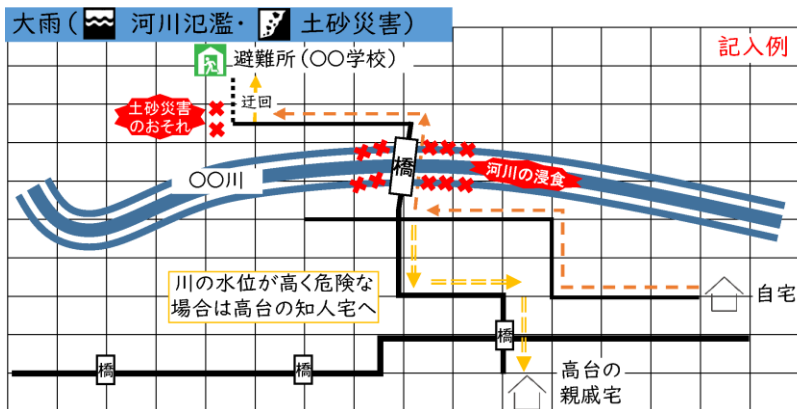 大雨(河川氾濫・土砂災害)
記入例
避難所(〇〇学校)
迂回
土砂災害
のおそれ
橋
〇〇川
河川の浸食
川の水位が高く危険な
場合は高台の知人宅へ
自宅
橋
橋
橋
高台の
親戚宅